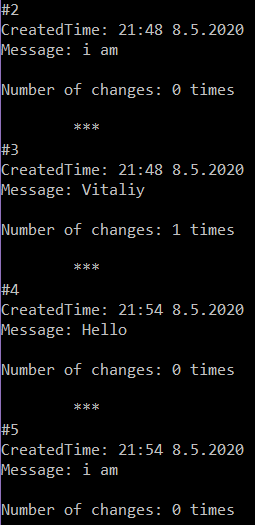 #2
CreatedTime: 21:48 8.5.2020
Message: i am
Number of changes: 0 times
***
#3
CreatedTime: 21:48 8.5.2020
Message: Vitaliy
Number of changes: 1 times
***
#4
CreatedTime: 21:54 8.5.2020
Message: Hello
Number of changes: 0 times
***
#5
CreatedTime: 21:54 8.5.2020
Message: i am
Number of changes: 0 times